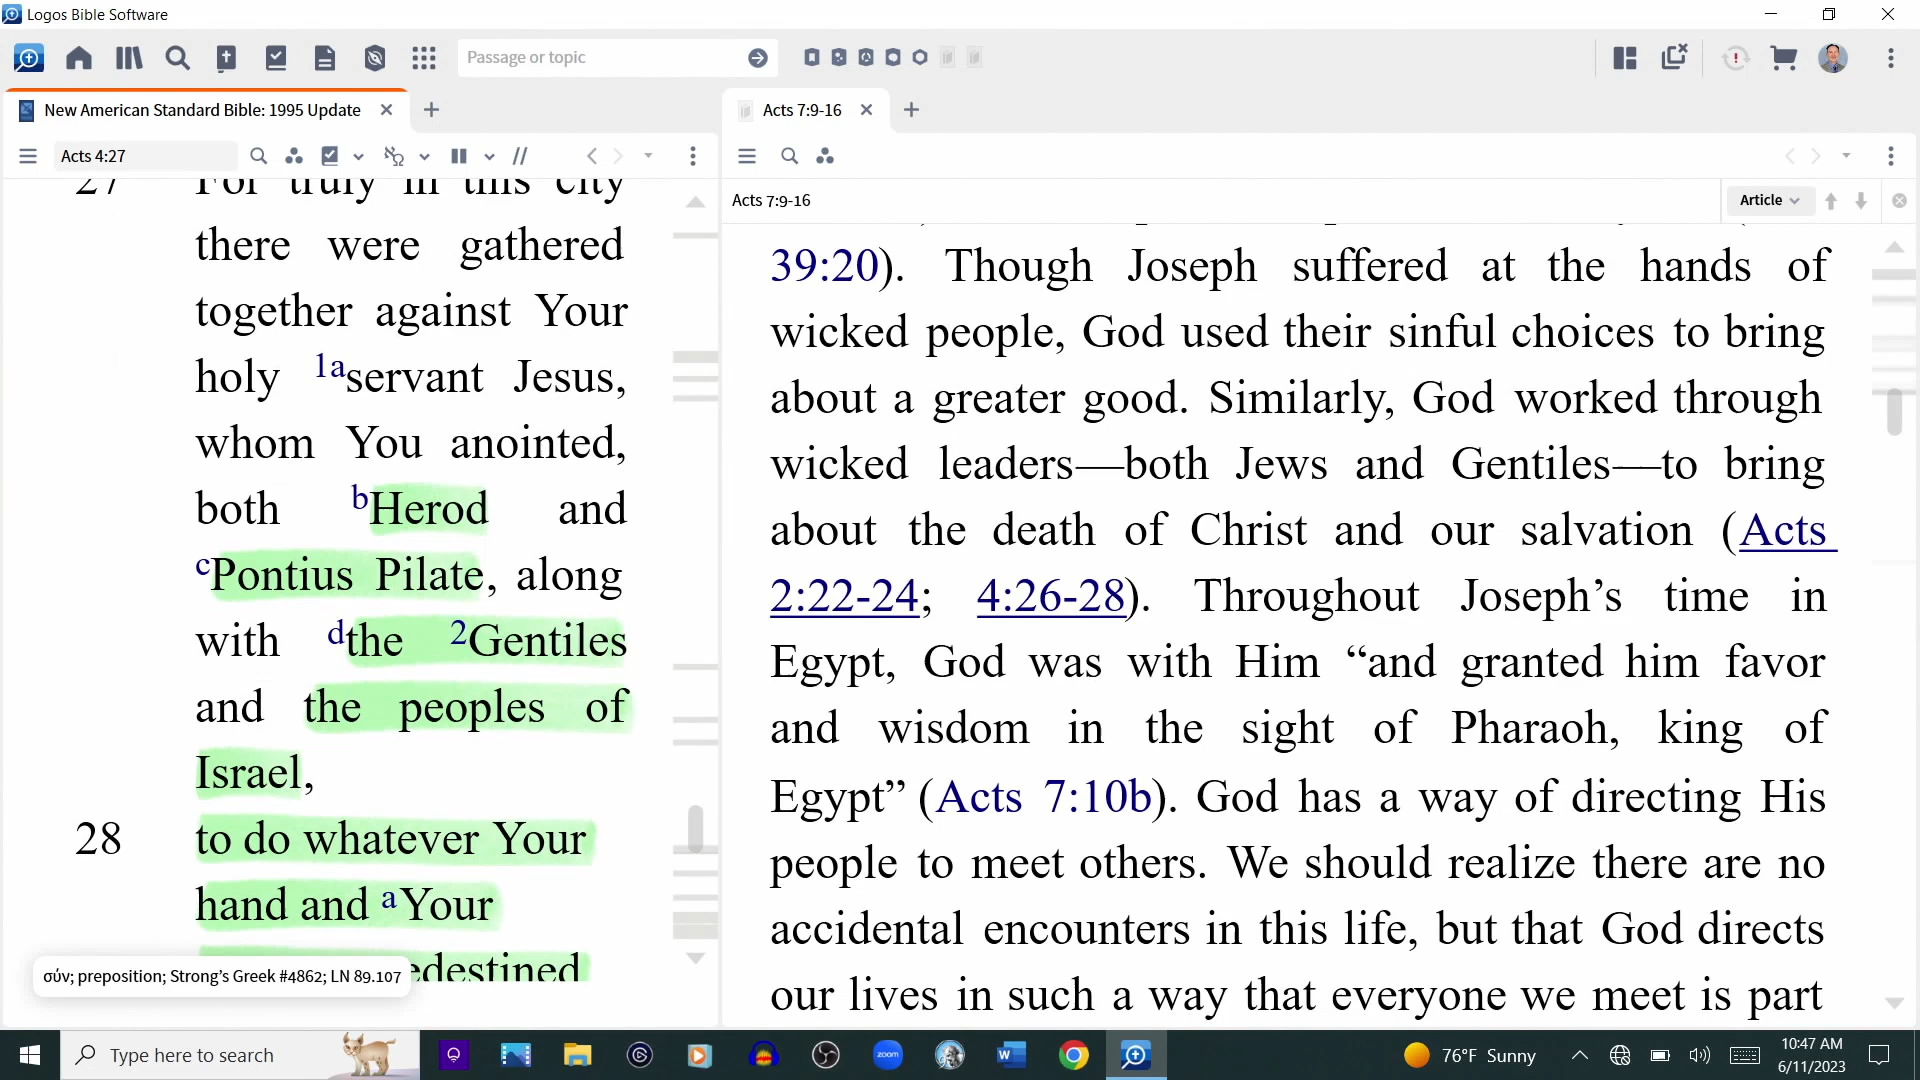 Logos Bible Software
Passage or topic
New American Standard Bible: 1995 Update
Acts 7:9-16
Acts 4:27
27 For truly in this city
there were gathered
together against Your
holy 1aservant Jesus,
whom You anointed,
both bHerod and
cPontius Pilate, along
with dthe 2Gentiles
and the peoples of
Israel,
28 to do whatever Your
hand and aYour
edestined
σύν; preposition; Strong’s Greek #4862; LN 89.107
Acts 7:9-16
Article
39:20). Though Joseph suffered at the hands of
wicked people, God used their sinful choices to bring
about a greater good. Similarly, God worked through
wicked leaders—both Jews and Gentiles—to bring
about the death of Christ and our salvation (Acts
2:22-24; 4:26-28). Throughout Joseph’s time in
Egypt, God was with Him “and granted him favor
and wisdom in the sight of Pharaoh, king of
Egypt” (Acts 7:10b). God has a way of directing His
people to meet others. We should realize there are no
accidental encounters in this life, but that God directs
our lives in such a way that everyone we meet is part
Type here to search
zoom
76°F Sunny
10:47 AM
6/11/2023